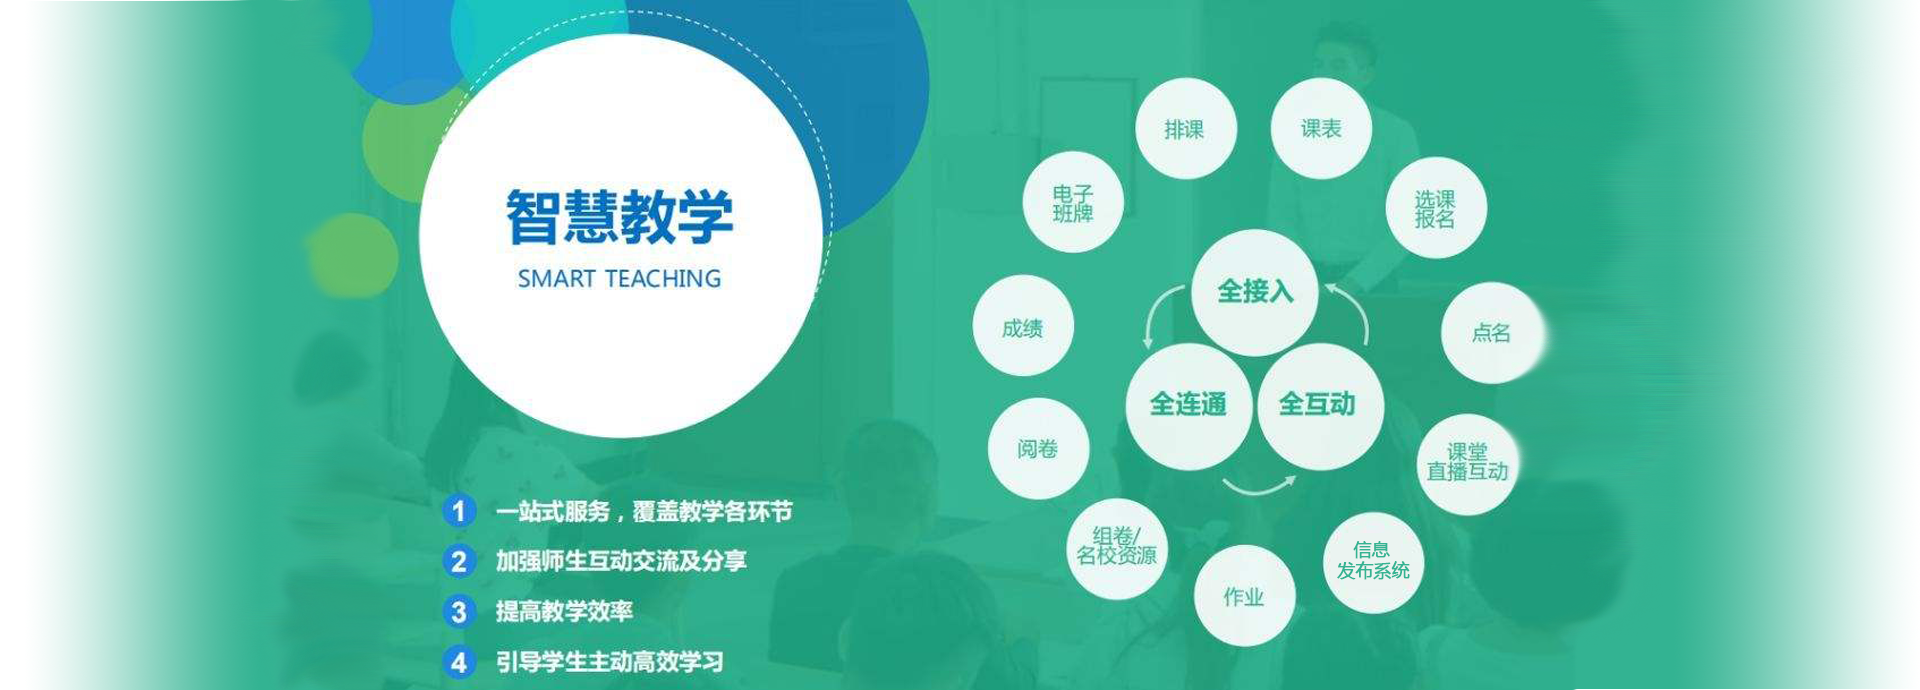 智慧教学
SMART TEACHING
1 一站式服务，覆盖教学各环节
2 加强师生互动交流及分享
3 提高教学效率
4 引导学生主动高效学习
排课
课表
电子
班牌
选课
报名
成绩
点名
阅卷
课堂
直播互动
组卷/
名校资源
作业
信息
发布系统
全接入
全连通
全互动